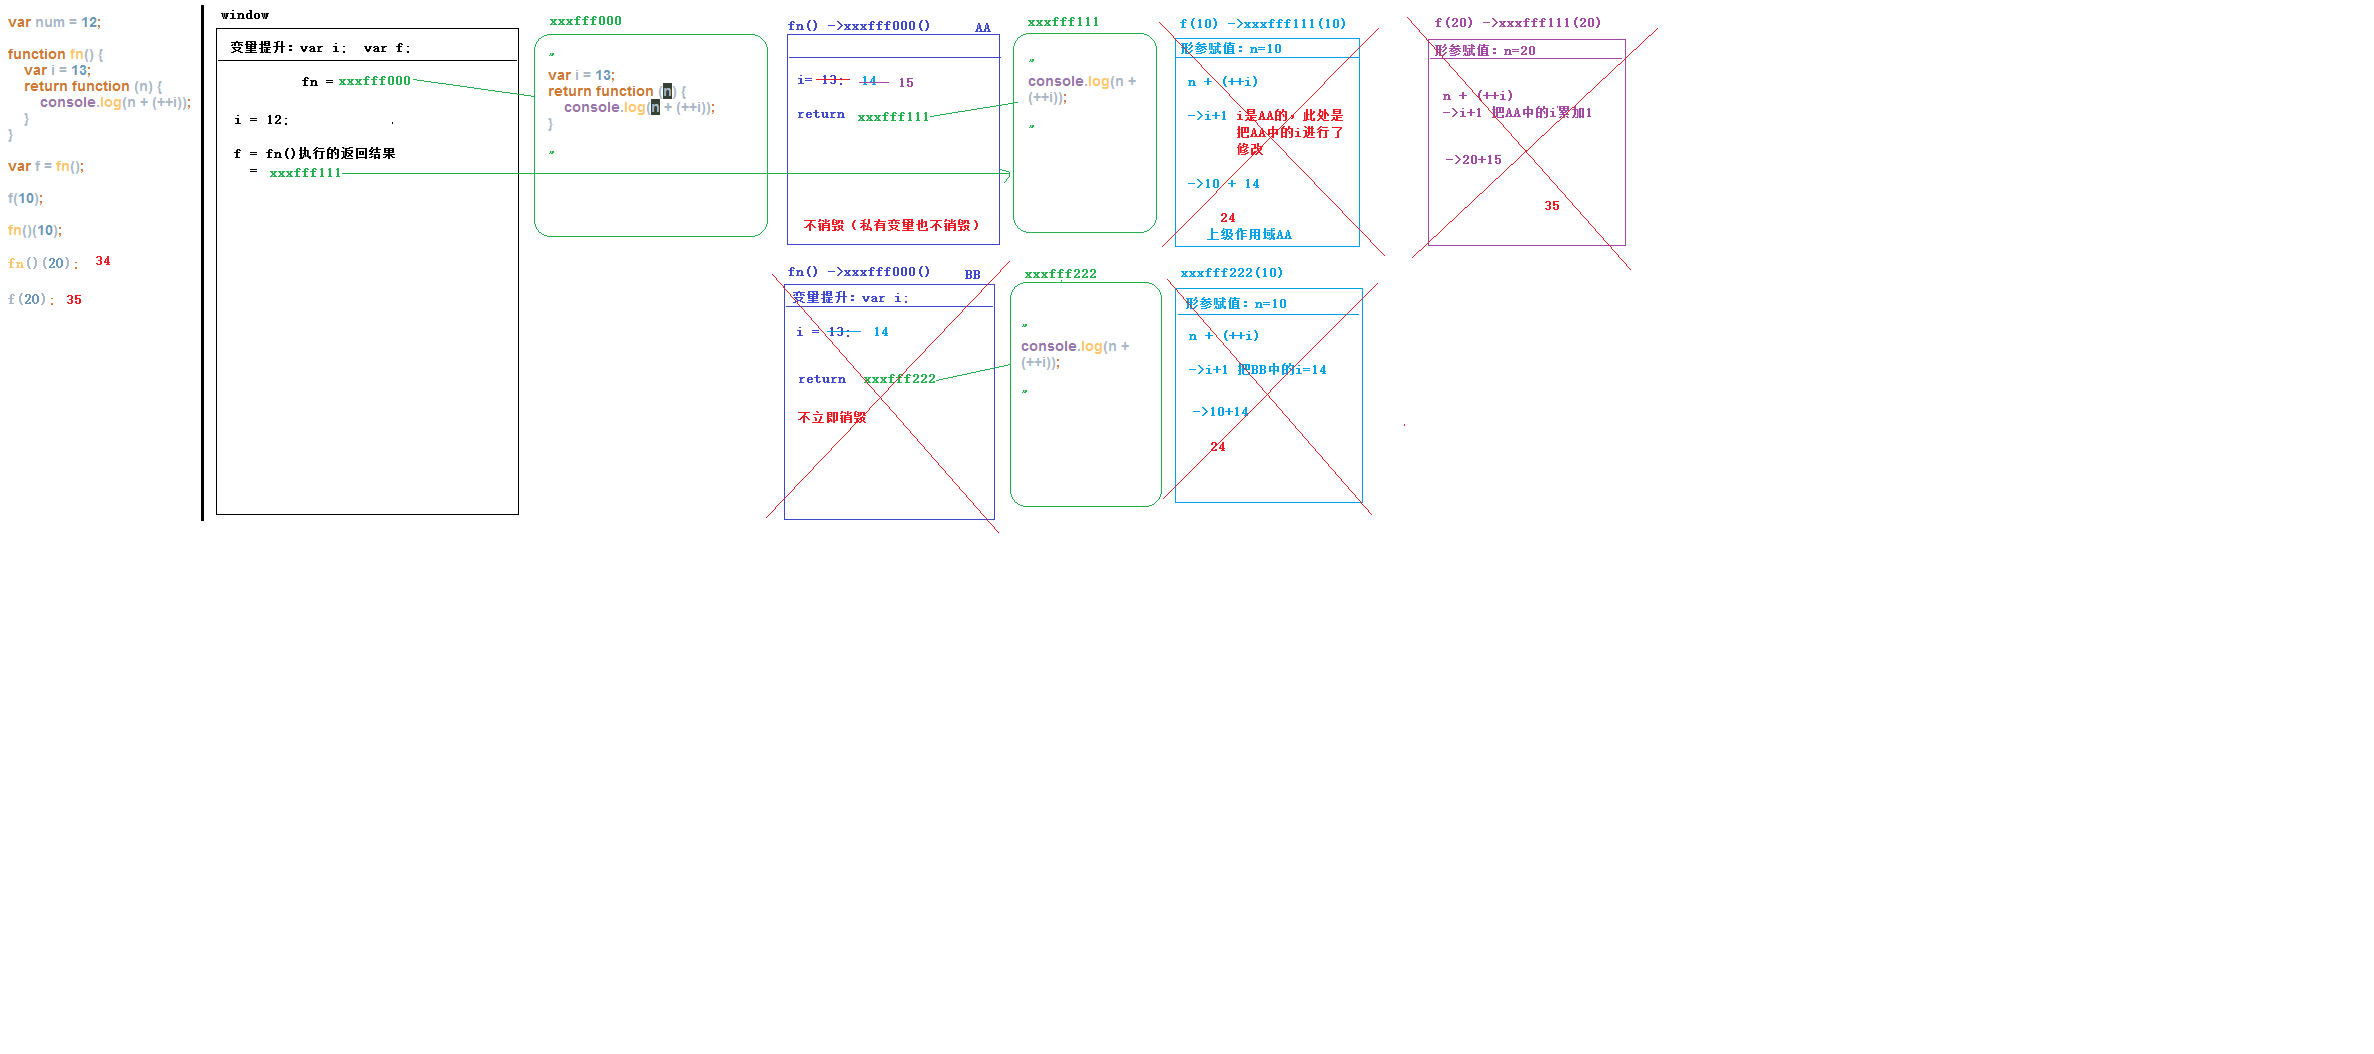 var num = 12;
function fn() {
var i = 13;
return function (n) {
console.log(n + (++i));
}
}
var f = fn();
f(10);
fn()(10);
fn()(20); 34
f(20); 35
window
变量提升：var i; var f;
fn = xxxfff000
i = 12;
f = fn()执行的返回结果
= xxxfff111
xxxfff000
"
var i = 13;
return function (n) {
console.log(n + (++i));
}
"
fn() ->xxxfff000() AA
i= 13; 14 15
return xxxfff111
不销毁（私有变量也不销毁）
xxxfff111
"
console.log(n +
(++i));
"
f(10) ->xxxfff111(10)
形参赋值：n=10
n + (++i)
->i+1 i是AA的，此处是
把AA中的i进行了
修改
->10 + 14
24
上级作用域AA
f(20) ->xxxfff111(20)
形参赋值：n=20
n + (++i)
->i+1 把AA中的i累加1
->20+15
35
fn() ->xxxfff000() BB
变量提升：var i;
i = 13; 14
return xxxfff222
不立即销毁
xxxfff222
"
console.log(n +
(++i));
"
xxxfff222(10)
形参赋值：n=10
n + (++i)
->i+1 把BB中的i=14
->10+14
24